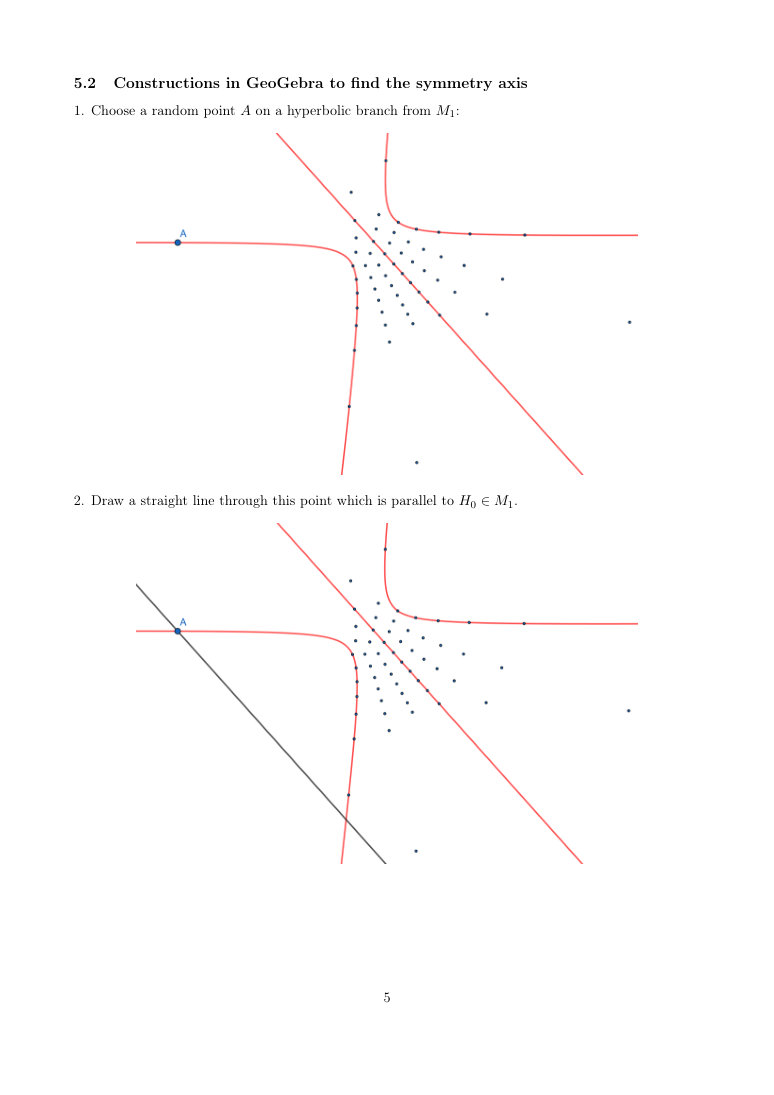 5.2 Constructions in GeoGebra to find the symmetry axis
1. Choose a random point A on a hyperbolic branch from M₁:
A
2. Draw a straight line through this point which is parallel to H₀ ∈ M₁.
A
5